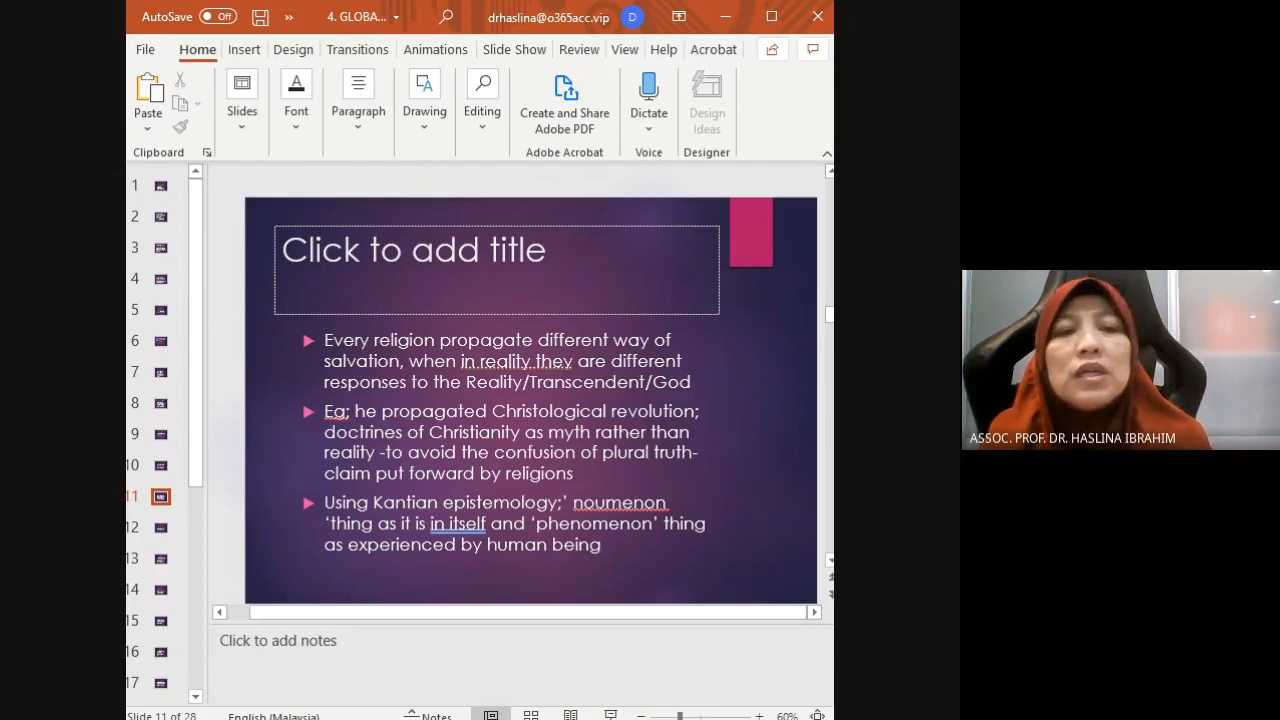 AutoSave Off 4. GLOBA... drhaslina@o365acc.vip D
File Home Insert Design Transitions Animations Slide Show Review View Help Acrobat
Paste
Slides
Font
Paragraph
Drawing
Editing
Create and Share
Adobe PDF
Dictate
Design
Ideas
Clipboard Adobe Acrobat Voice Designer
1
2
3
4
5
6
7
8
9
10
11
12
13
14
15
16
17
Click to add title
Every religion propagate different way of
salvation, when in reality they are different
responses to the Reality/Transcendent/God
Eg; he propagated Christological revolution;
doctrines of Christianity as myth rather than
reality -to avoid the confusion of plural truth-
claim put forward by religions
Using Kantian epistemology;’ noumenon
‘thing as it is in itself and ‘phenomenon’ thing
as experienced by human being
Click to add notes
Slide 11 of 28 English (Malaysia) Notes 60%
ASSOC. PROF. DR. HASLINA IBRAHIM